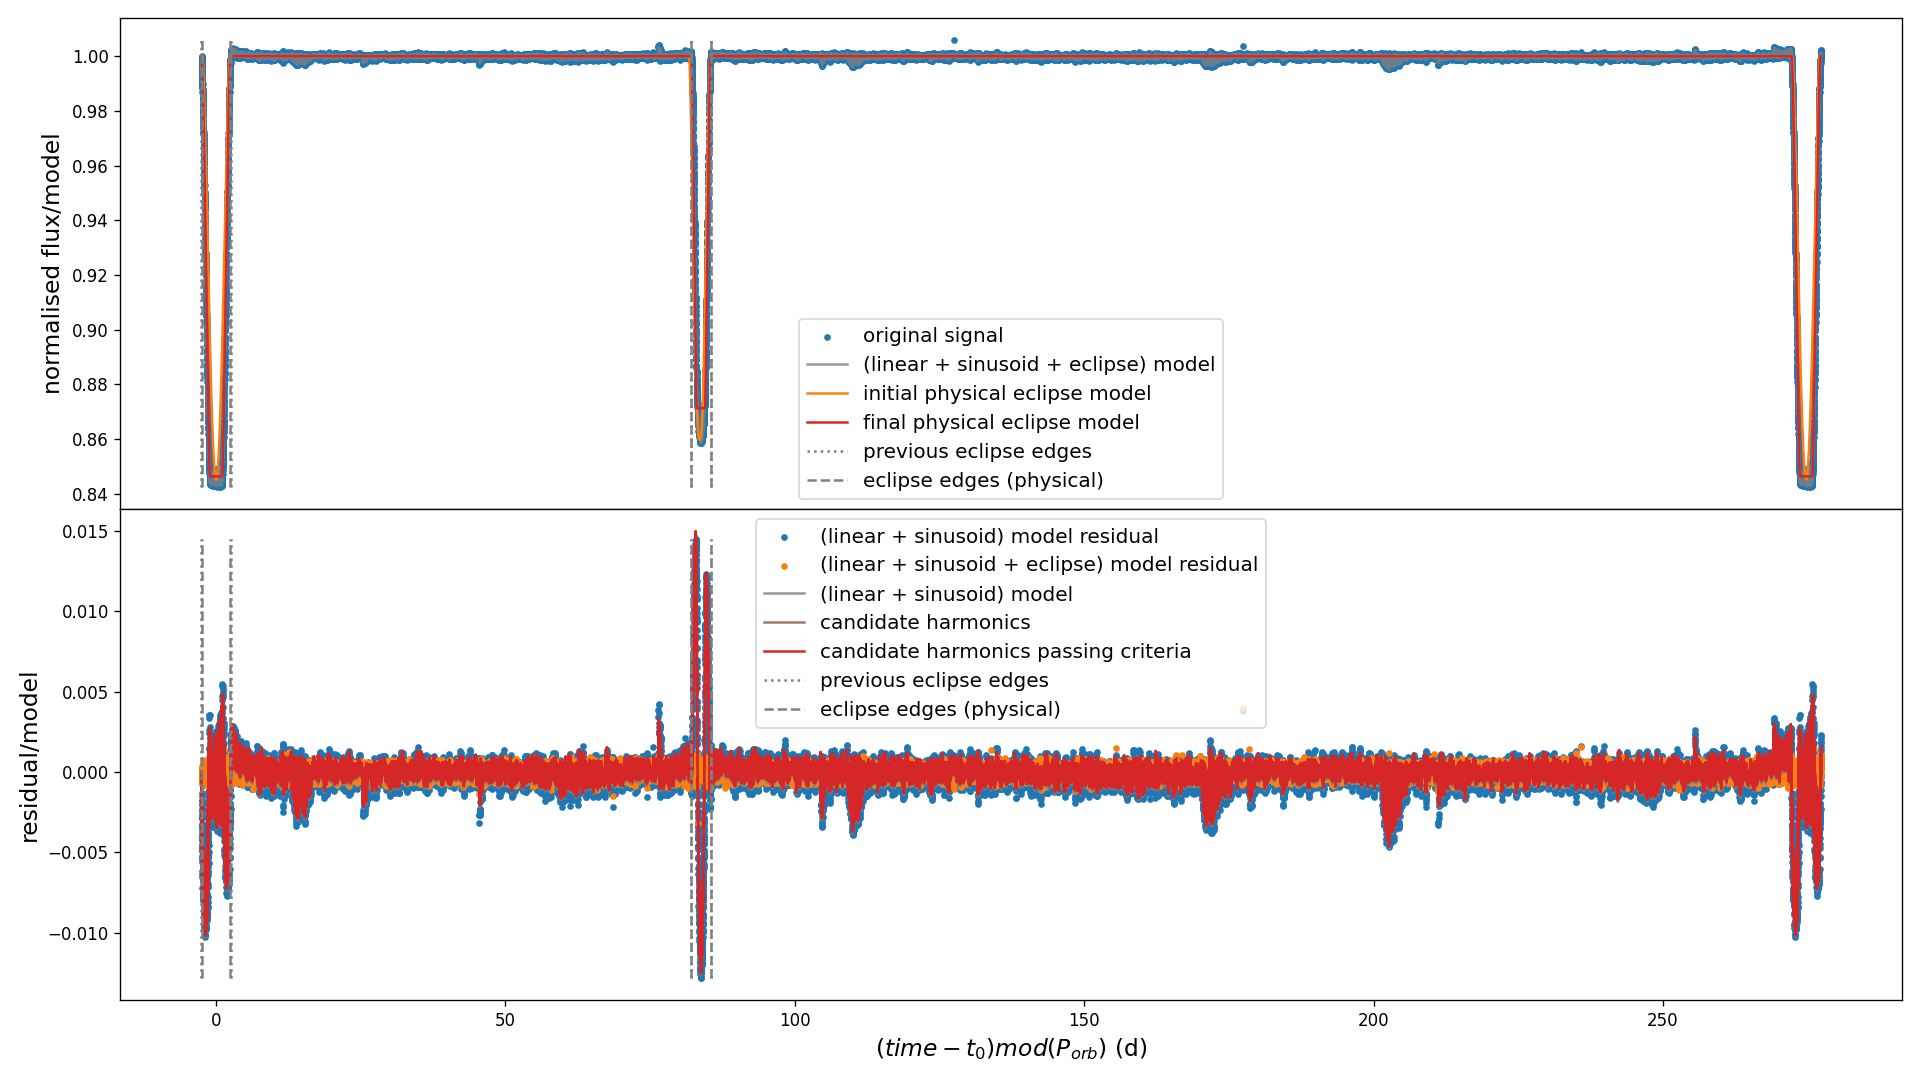 normalised flux/model
1.00
0.98
0.96
0.94
0.92
0.90
0.88
0.86
0.84
original signal
(linear + sinusoid + eclipse) model
initial physical eclipse model
final physical eclipse model
previous eclipse edges
eclipse edges (physical)
residual/model
0.015
0.010
0.005
0.000
−0.005
−0.010
(linear + sinusoid) model residual
(linear + sinusoid + eclipse) model residual
(linear + sinusoid) model
candidate harmonics
candidate harmonics passing criteria
previous eclipse edges
eclipse edges (physical)
0 50 100 150 200 250
(time − t₀)mod(P_orb) (d)